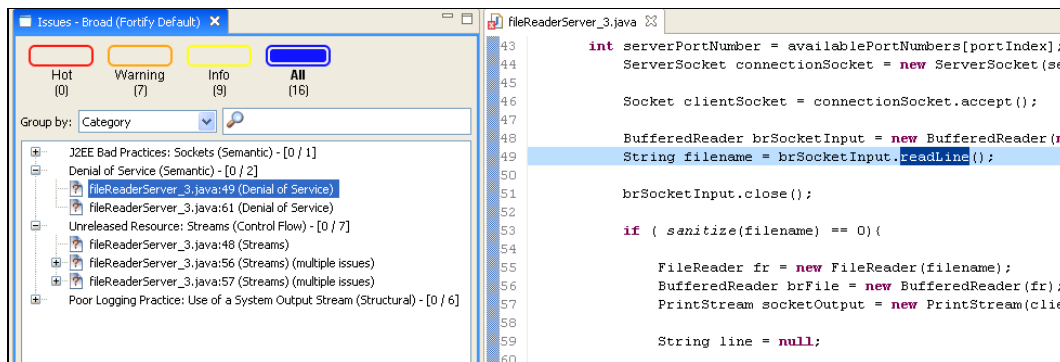 Issues - Broad (Fortify Default)
Hot
(0)
Warning
(7)
Info
(9)
All
(16)
Group by: Category
J2EE Bad Practices: Sockets (Semantic) - [0 / 1]
Denial of Service (Semantic) - [0 / 2]
fileReaderServer_3.java:49 (Denial of Service)
fileReaderServer_3.java:61 (Denial of Service)
Unreleased Resource: Streams (Control Flow) - [0 / 7]
fileReaderServer_3.java:48 (Streams)
fileReaderServer_3.java:56 (Streams) (multiple issues)
fileReaderServer_3.java:57 (Streams) (multiple issues)
Poor Logging Practice: Use of a System Output Stream (Structural) - [0 / 6]
fileReaderServer_3.java
43 int serverPortNumber = availablePortNumbers[portIndex];
44 ServerSocket connectionSocket = new ServerSocket(se
45
46 Socket clientSocket = connectionSocket.accept();
47
48 BufferedReader brSocketInput = new BufferedReader(
49 String filename = brSocketInput.readLine();
50
51 brSocketInput.close();
52
53 if ( sanitize(filename) == 0){
54
55 FileReader fr = new FileReader(filename);
56 BufferedReader brFile = new BufferedReader(fr);
57 PrintStream socketOutput = new PrintStream(clie
58
59 String line = null;
60